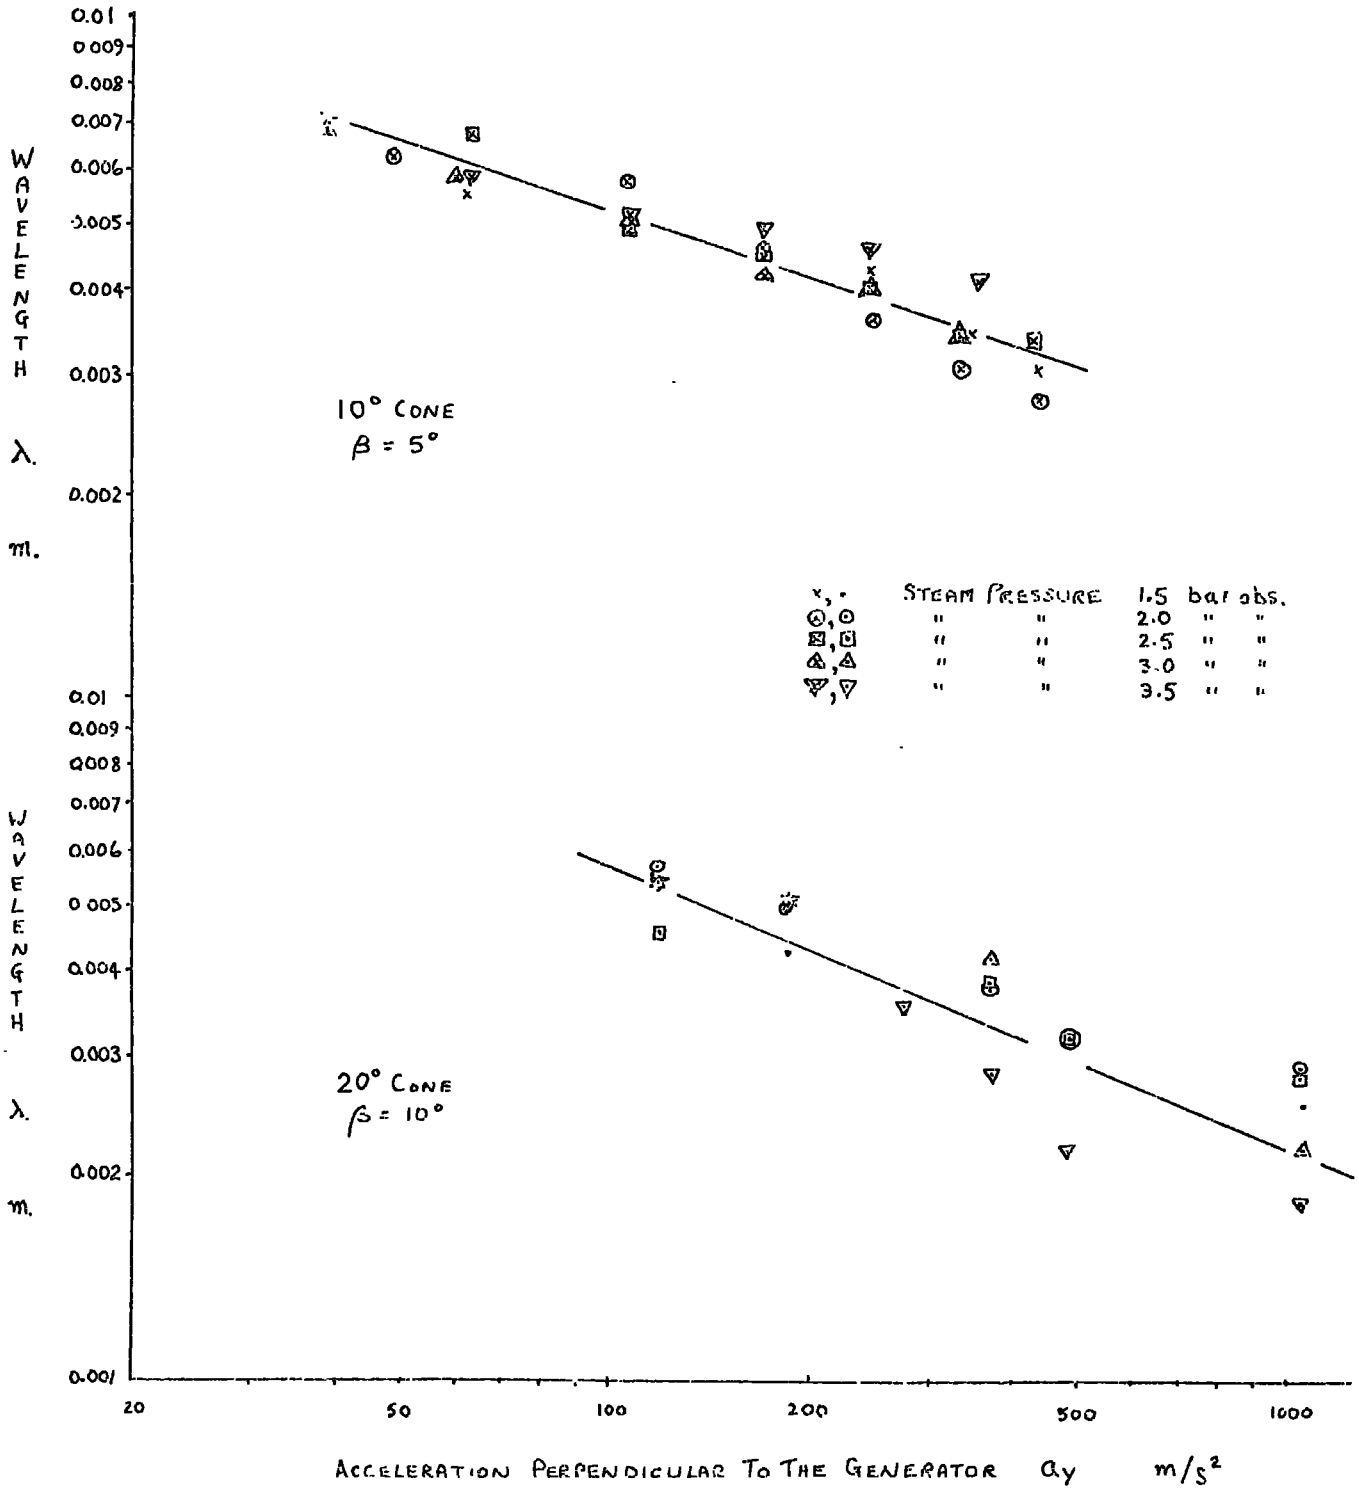 0.01
0.009
0.008
0.007
0.006
0.005
0.004
0.003
0.002
WAVELENGTH
λ.
m.
10° CONE
β = 5°
x, . STEAM PRESSURE 1.5 bar abs.
" " 2.0 " "
" " 2.5 " "
" " 3.0 " "
" " 3.5 " "
0.01
0.009
0.008
0.007
0.006
0.005
0.004
0.003
0.002
0.001
WAVELENGTH
λ.
m.
20° CONE
β = 10°
20 50 100 200 500 1000
ACCELERATION PERPENDICULAR TO THE GENERATOR ay m/s²